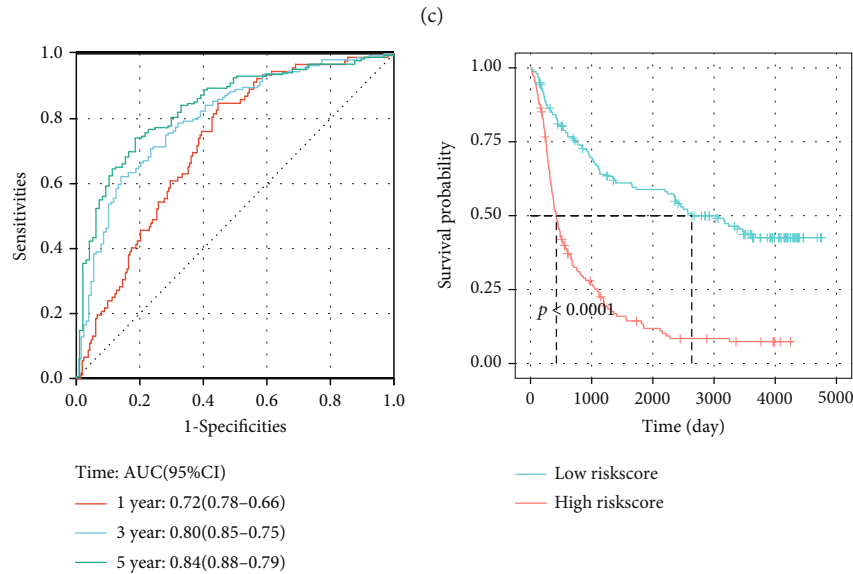 (c)
1.0
0.8
0.6
0.4
0.2
0.0
Sensitivities
0.0 0.2 0.4 0.6 0.8 1.0
1-Specificities
Time: AUC(95%CI)
1 year: 0.72(0.78–0.66)
3 year: 0.80(0.85–0.75)
5 year: 0.84(0.88–0.79)
1.00
0.75
0.50
0.25
0.00
Survival probability
p < 0.0001
0 1000 2000 3000 4000 5000
Time (day)
Low riskscore
High riskscore